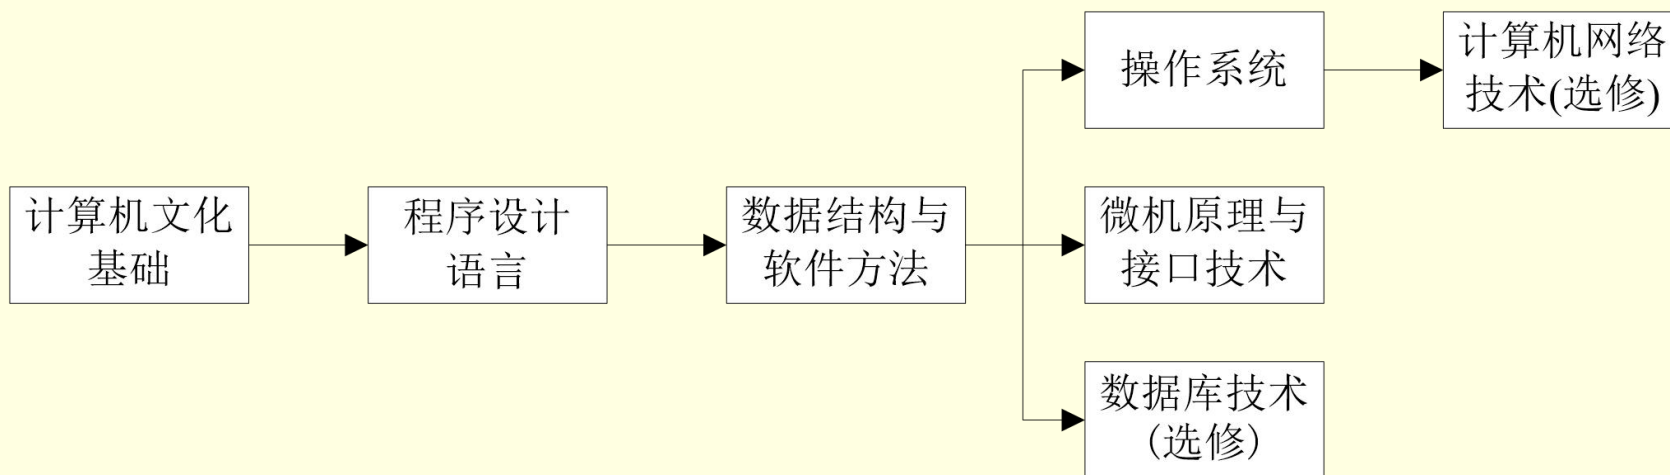 计算机文化
基础
程序设计
语言
数据结构与
软件方法
操作系统
计算机网络
技术(选修)
微机原理与
接口技术
数据库技术
(选修)